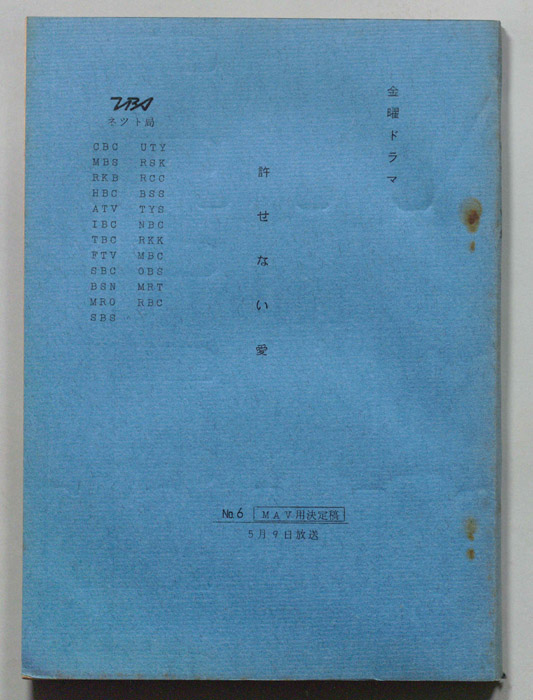 金曜ドラマ
許せない愛
TBS
ネット局
CBC UTY
MBS RSK
RKB RCC
HBC BSS
ATV TYS
IBC NBC
TBC RKK
FTV MBC
SBC OBS
BSN MRT
MRO RBC
SBS
No.6 MAV用決定稿
5月9日放送